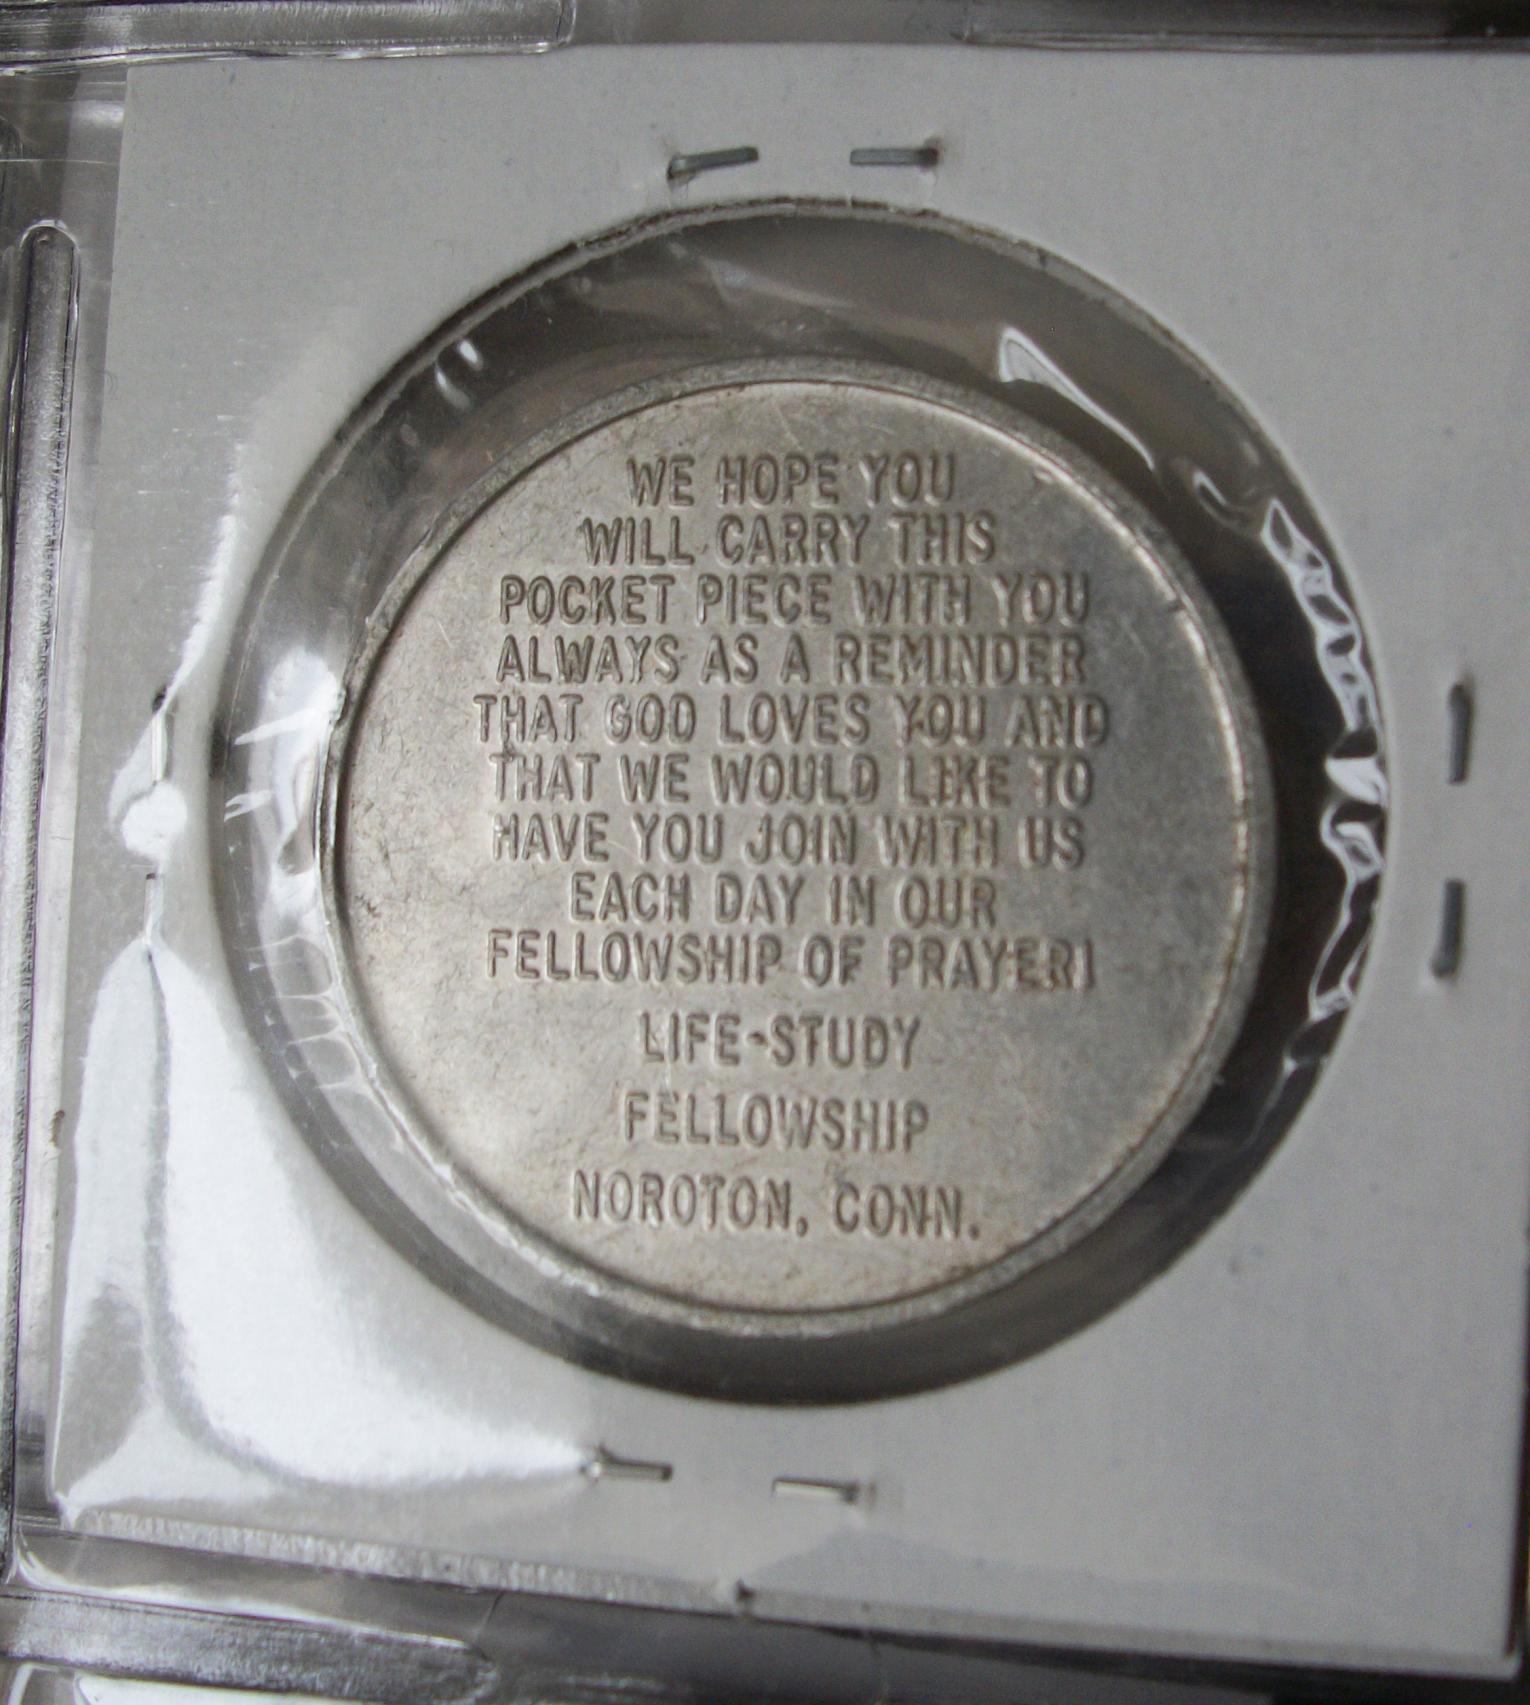 WE HOPE YOU
WILL CARRY THIS
POCKET PIECE WITH YOU
ALWAYS AS A REMINDER
THAT GOD LOVES YOU AND
THAT WE WOULD LIKE TO
HAVE YOU JOIN WITH US
EACH DAY IN OUR
FELLOWSHIP OF PRAYER!
LIFE-STUDY
FELLOWSHIP
NOROTON, CONN.